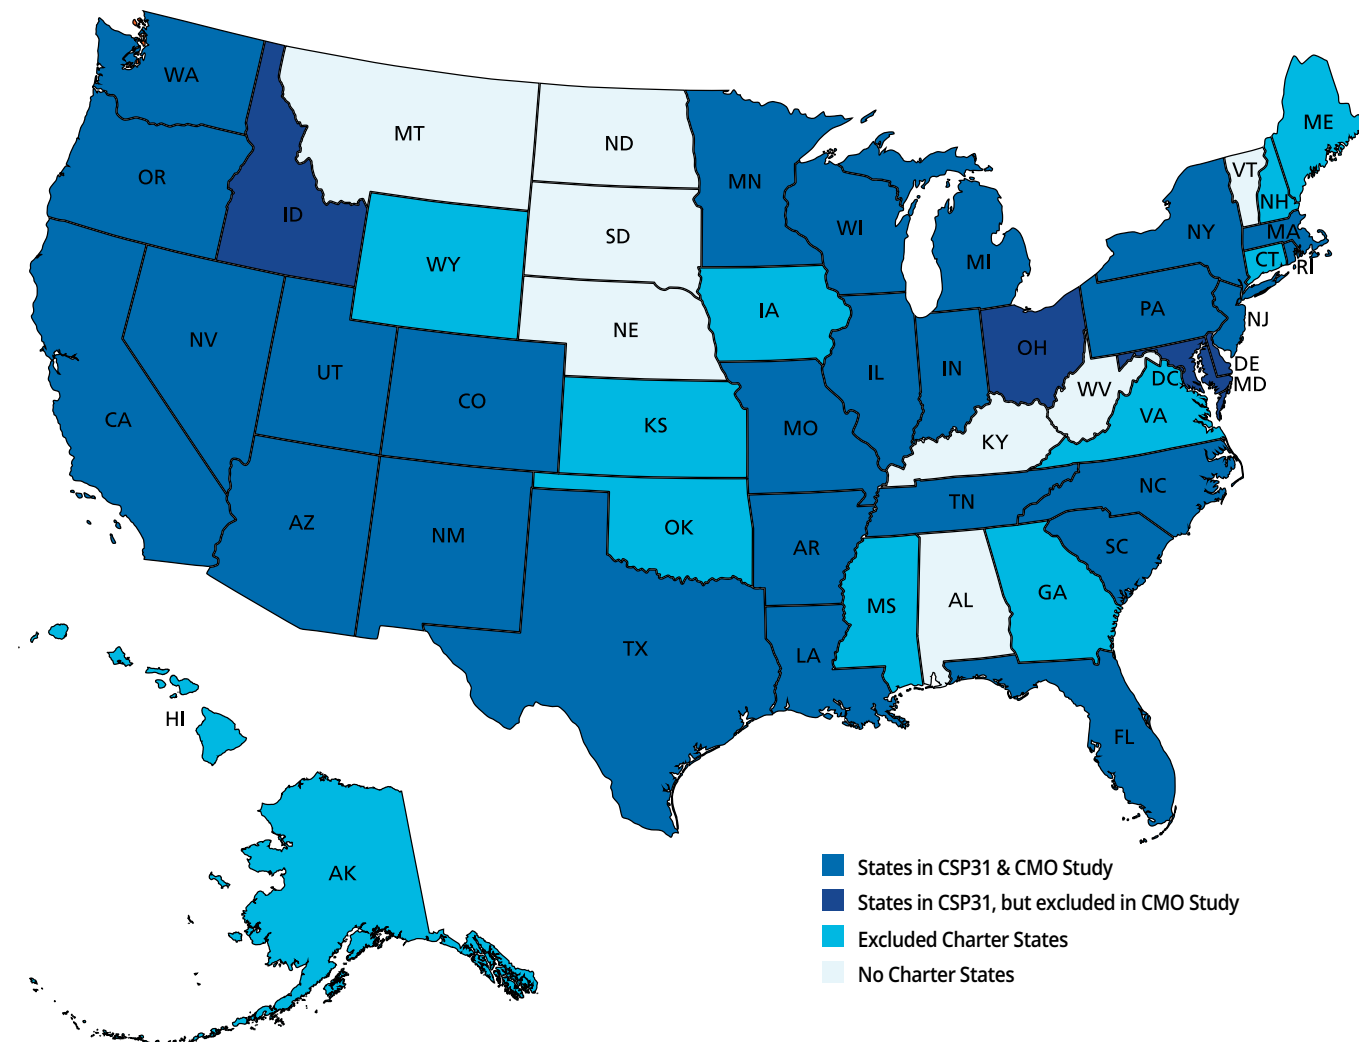 WA
MT
ND
MN
ME
VT
OR
ID
SD
WI
NH
NY
MA
WY
MI
CT
RI
IA
PA
NJ
NV
NE
OH
UT
IL
IN
DE
DC
MD
CO
WV
CA
KS
MO
VA
KY
NC
AZ
NM
OK
TN
AR
SC
MS
AL
GA
TX
LA
HI
FL
AK
States in CSP31 & CMO Study
States in CSP31, but excluded in CMO Study
Excluded Charter States
No Charter States